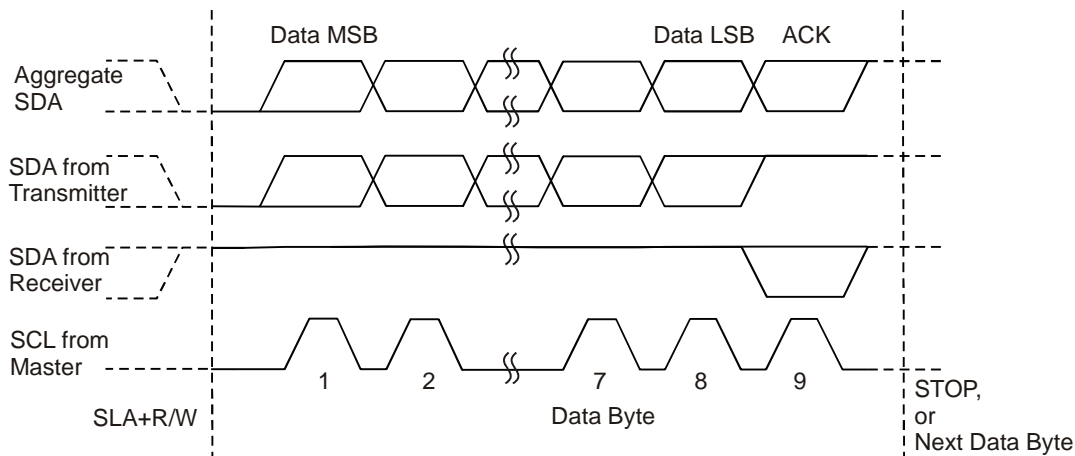 Data MSB
Data LSB
ACK
Aggregate
SDA
SDA from
Transmitter
SDA from
Receiver
SCL from
Master
1
2
7
8
9
SLA+R/W
Data Byte
STOP,
or
Next Data Byte